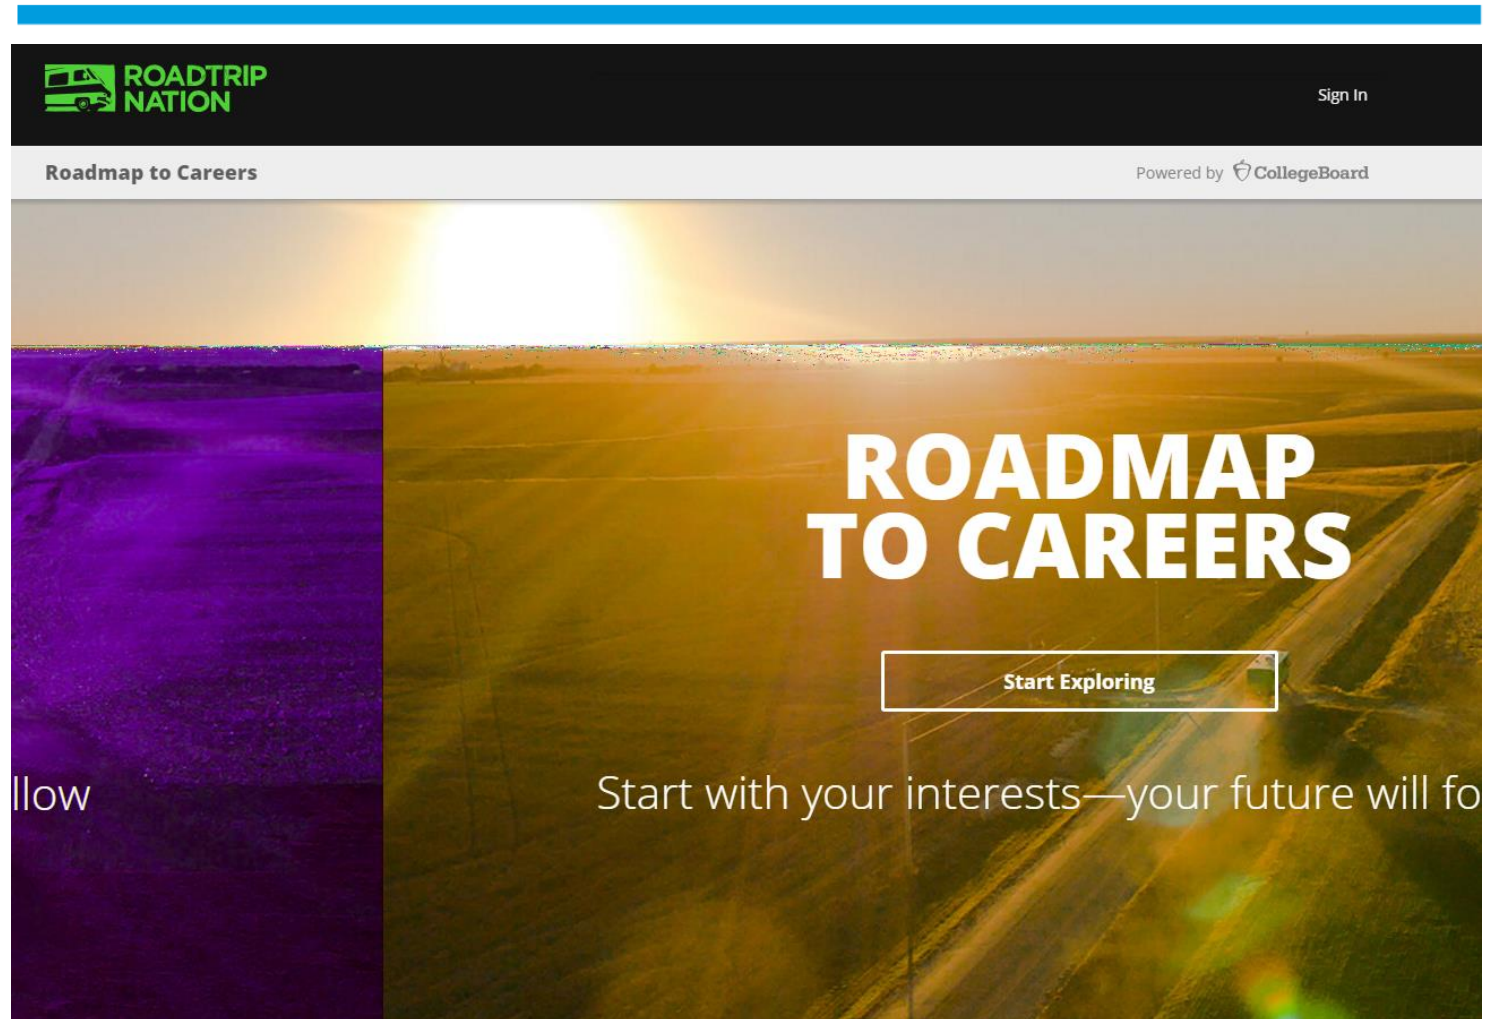 ROADTRIP
NATION
Sign In
Roadmap to Careers
Powered by CollegeBoard
ROADMAP
TO CAREERS
Start Exploring
llow
Start with your interests—your future will fo